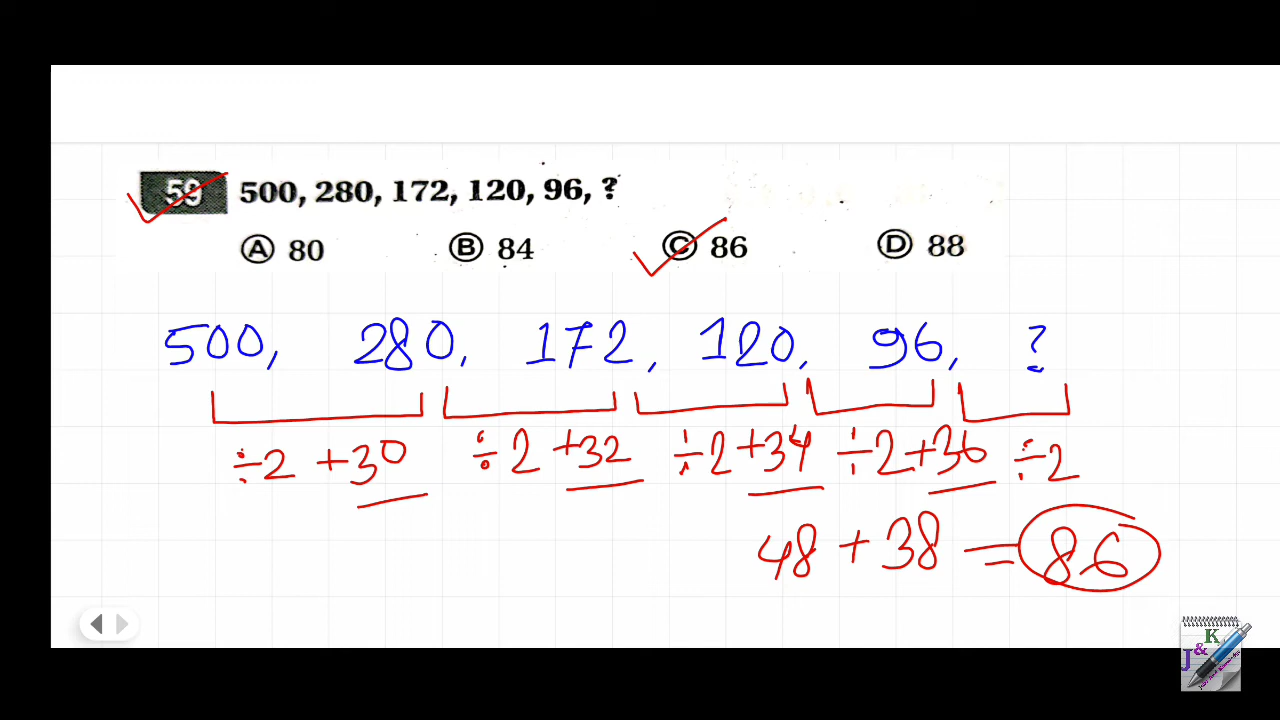 59 500, 280, 172, 120, 96, ?
A 80 B 84 C 86 D 88
500, 280, 172, 120, 96, ?
÷2 +30 ÷2 +32 ÷2 +34 ÷2 +36 ÷2
48 + 38 = 86
J & K